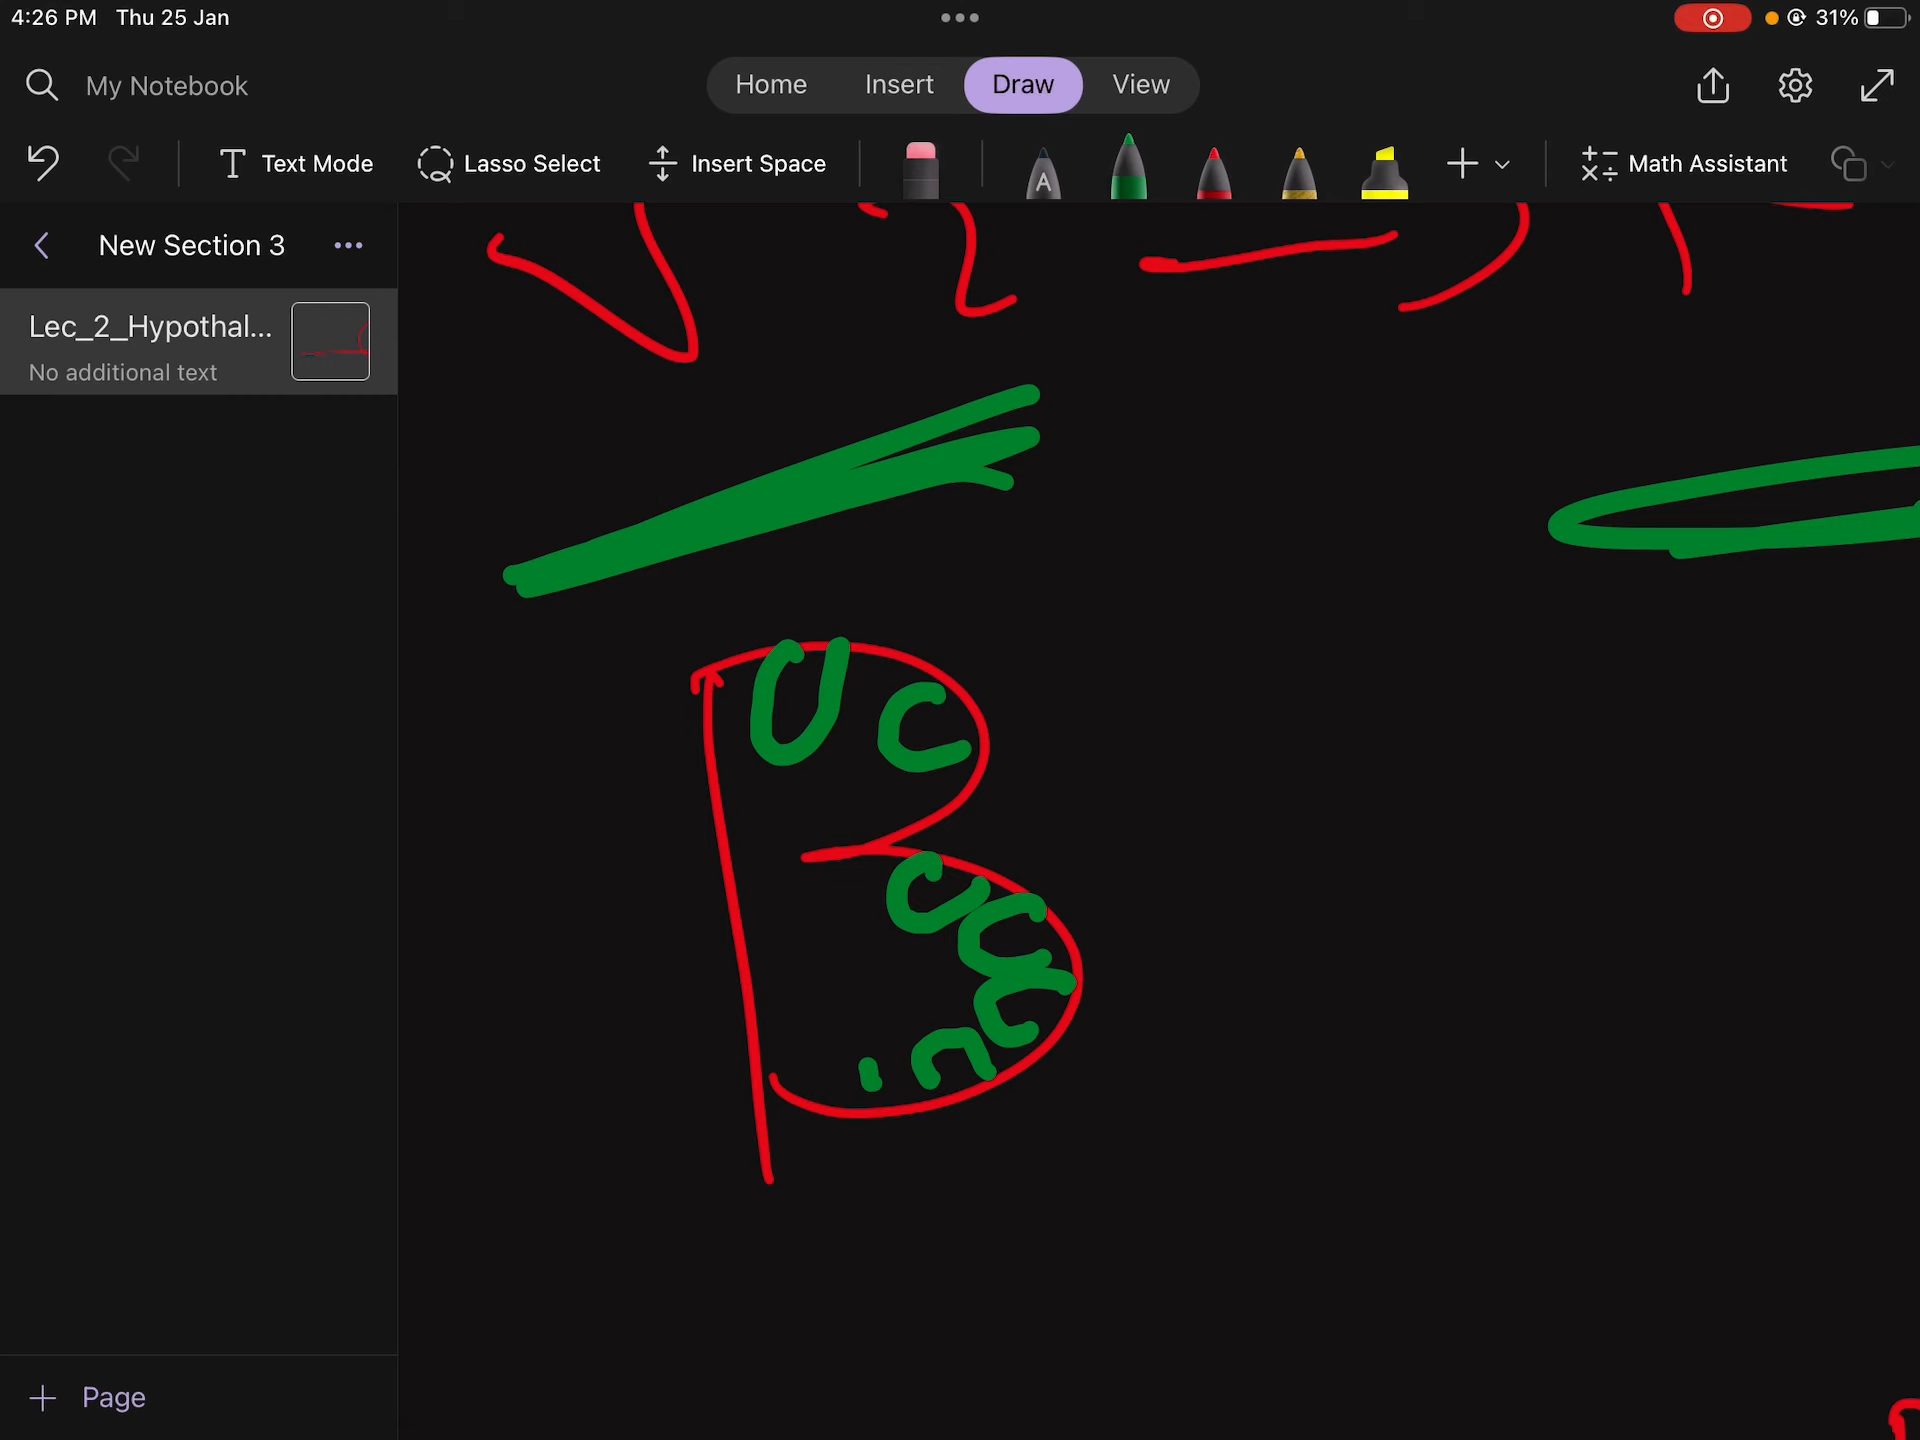 4:26 PM Thu 25 Jan
31%
My Notebook
Home Insert Draw View
Text Mode Lasso Select Insert Space A Math Assistant
New Section 3
Lec_2_Hypothal...
No additional text
B
U C
Page